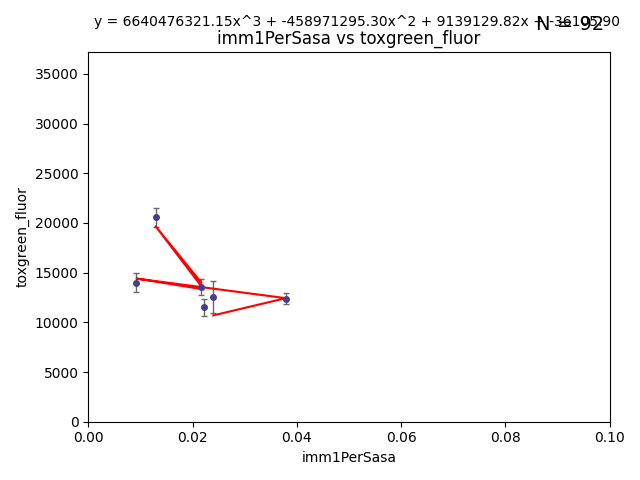 y = 6640476321.15x^3 + -458971295.30x^2 + 9139129.82x + -36105.90
N = 92
imm1PerSasa vs toxgreen_fluor
35000
30000
25000
20000
15000
10000
5000
0
toxgreen_fluor
0.00 0.02 0.04 0.06 0.08 0.10
imm1PerSasa